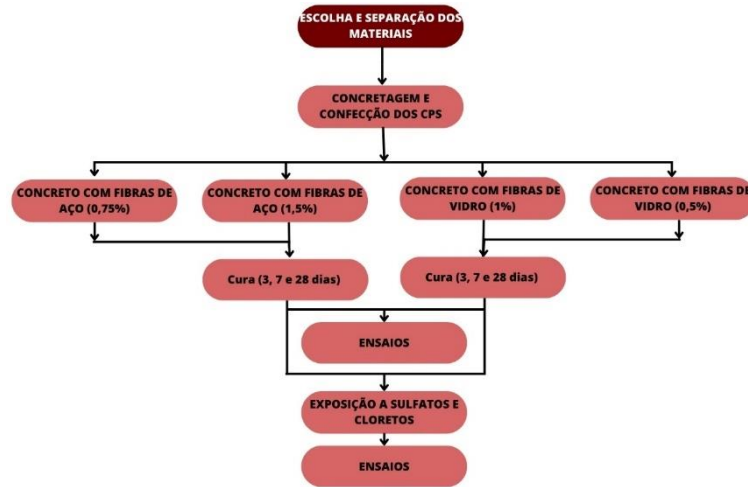 ESCOLHA E SEPARAÇÃO DOS
MATERIAIS
CONCRETAGEM E
CONFECÇÃO DOS CPS
CONCRETO COM FIBRAS DE
AÇO (0,75%)
CONCRETO COM FIBRAS DE
AÇO (1,5%)
CONCRETO COM FIBRAS DE
VIDRO (1%)
CONCRETO COM FIBRAS DE
VIDRO (0,5%)
Cura (3, 7 e 28 dias)
Cura (3, 7 e 28 dias)
ENSAIOS
EXPOSIÇÃO A SULFATOS E
CLORETOS
ENSAIOS